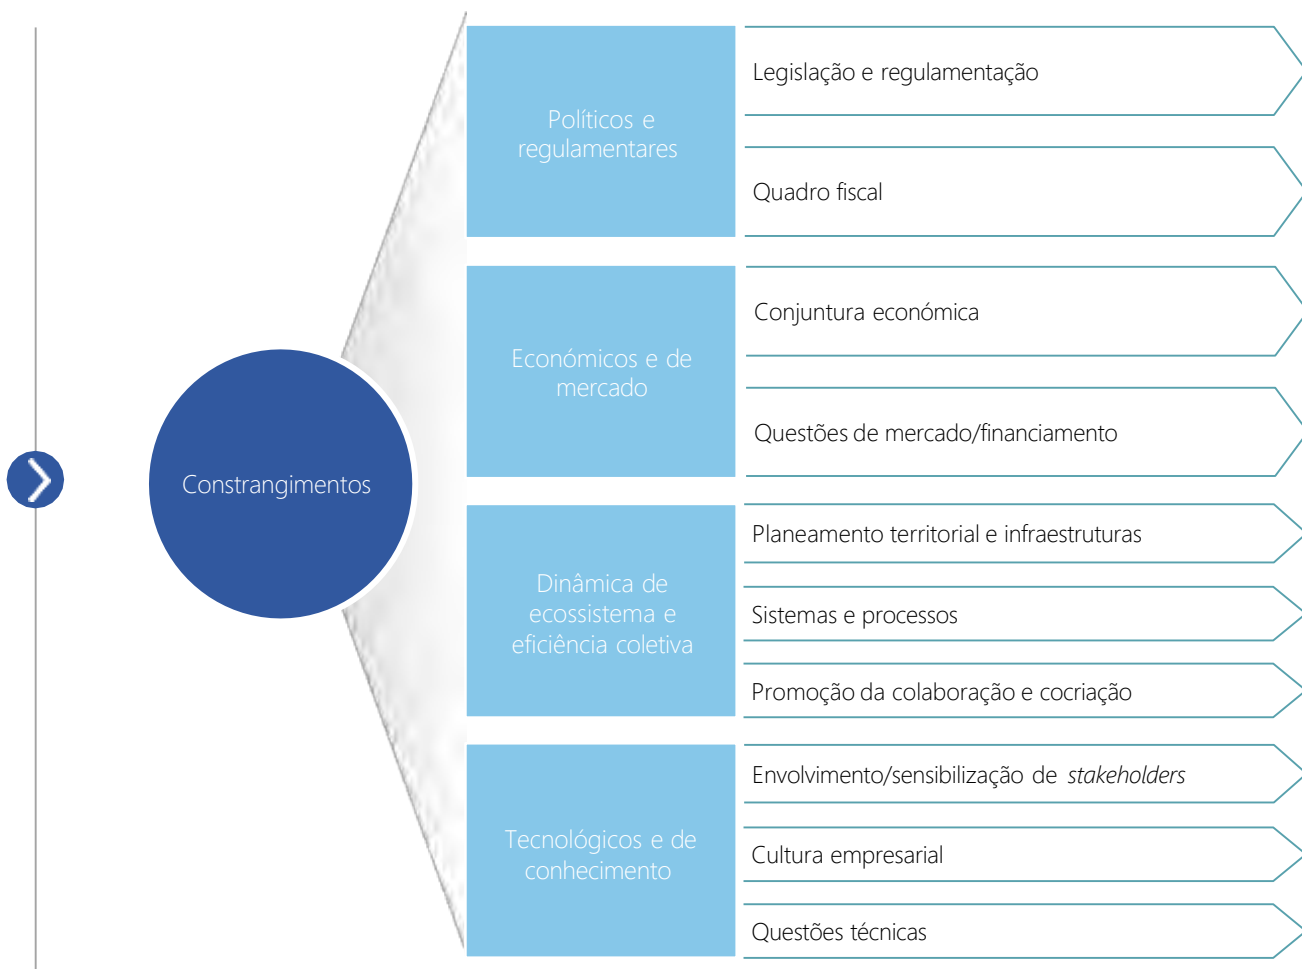 Constrangimentos
Políticos e
regulamentares
Legislação e regulamentação
Quadro fiscal
Económicos e de
mercado
Conjuntura económica
Questões de mercado/financiamento
Dinâmica de
ecossistema e
eficiência coletiva
Planeamento territorial e infraestruturas
Sistemas e processos
Promoção da colaboração e cocriação
Tecnológicos e de
conhecimento
Envolvimento/sensibilização de stakeholders
Cultura empresarial
Questões técnicas